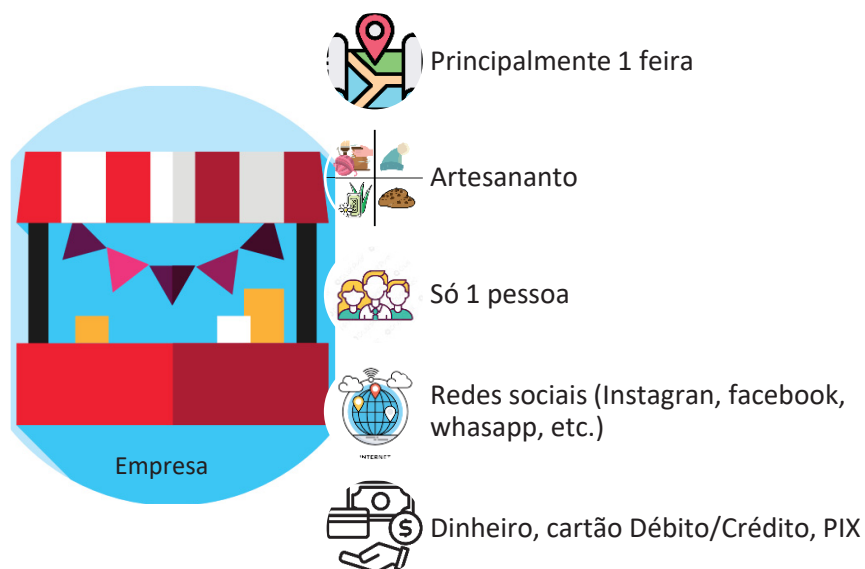 Principalmente 1 feira
Artesananto
Só 1 pessoa
Redes sociais (Instagran, facebook,
whasapp, etc.)
INTERNET
Empresa
Dinheiro, cartão Débito/Crédito, PIX